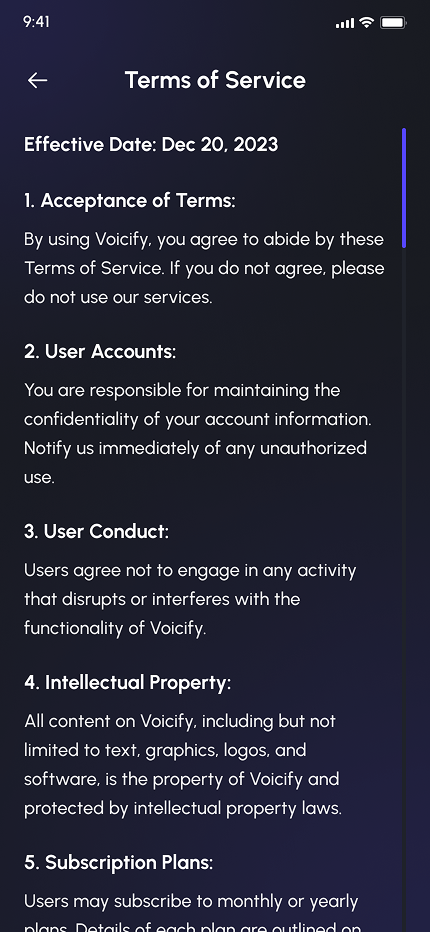 9:41
Terms of Service
Effective Date: Dec 20, 2023
1. Acceptance of Terms:
By using Voicify, you agree to abide by these
Terms of Service. If you do not agree, please
do not use our services.
2. User Accounts:
You are responsible for maintaining the
confidentiality of your account information.
Notify us immediately of any unauthorized
use.
3. User Conduct:
Users agree not to engage in any activity
that disrupts or interferes with the
functionality of Voicify.
4. Intellectual Property:
All content on Voicify, including but not
limited to text, graphics, logos, and
software, is the property of Voicify and
protected by intellectual property laws.
5. Subscription Plans:
Users may subscribe to monthly or yearly
plans. Details of each plan are outlined on